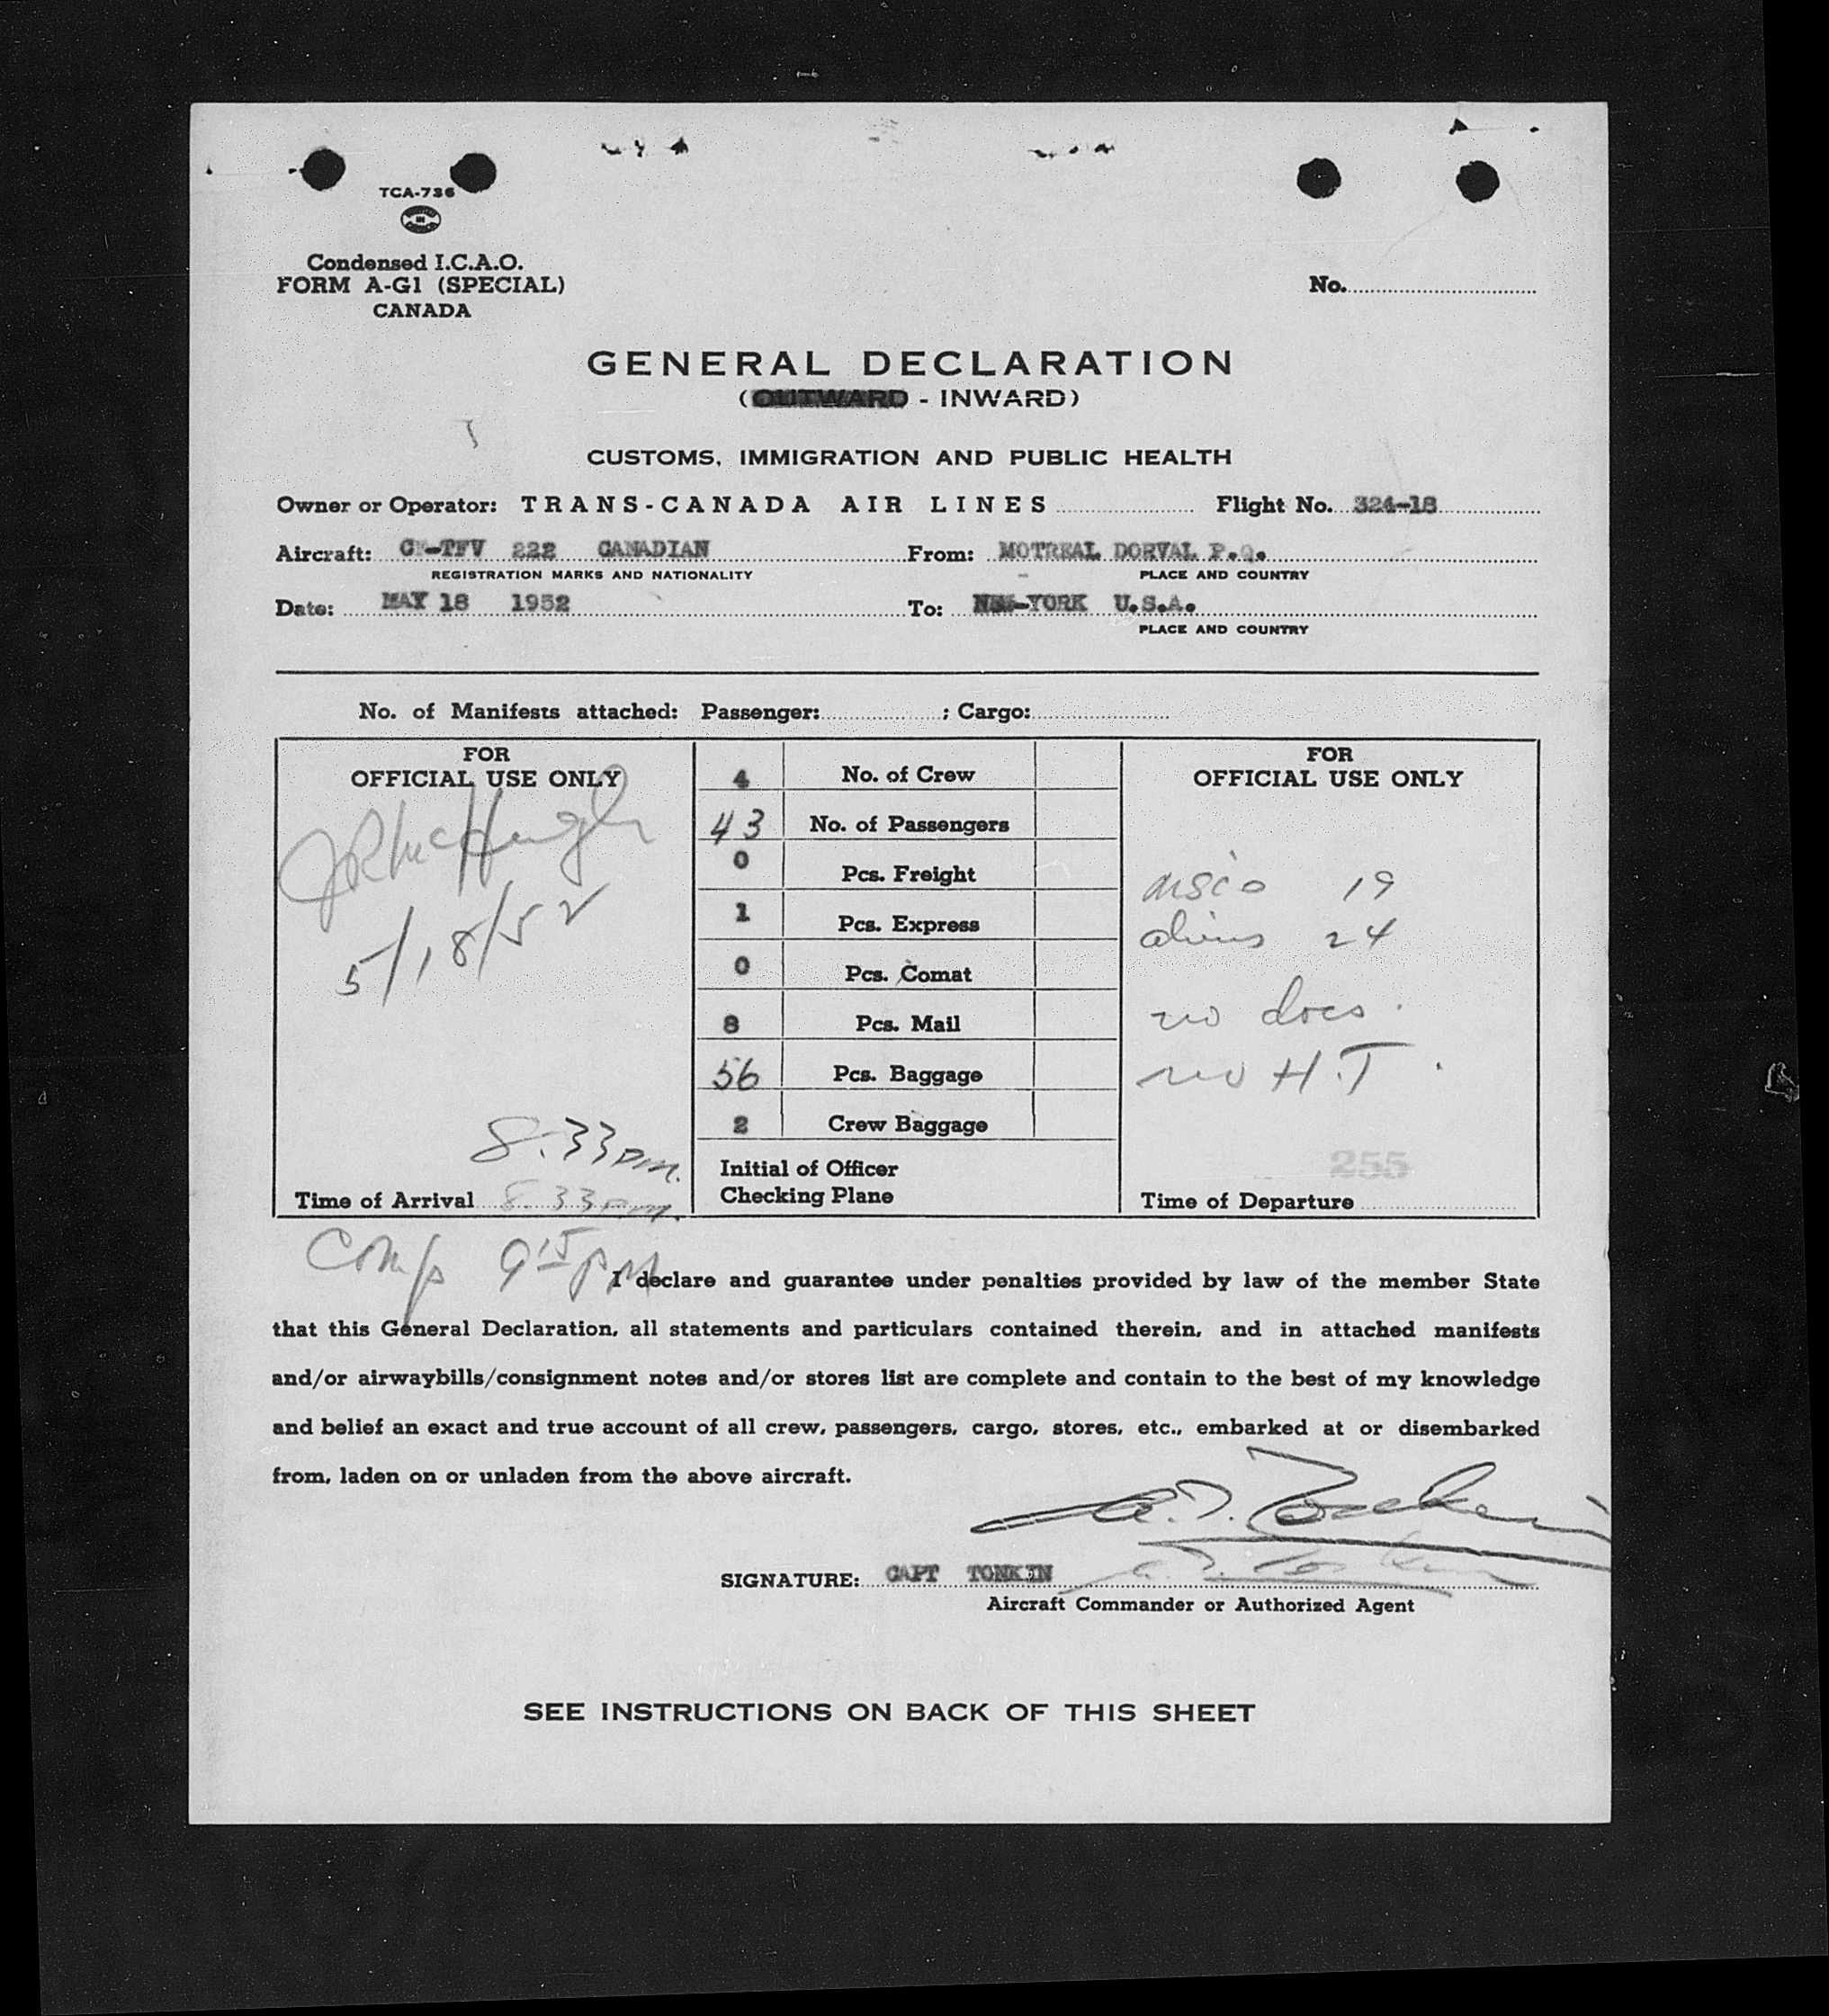 TCA-736
Condensed I.C.A.O.
FORM A-G1 (SPECIAL)
CANADA
No.
GENERAL DECLARATION
(OUTWARD - INWARD)
CUSTOMS, IMMIGRATION AND PUBLIC HEALTH
Owner or Operator: TRANS-CANADA AIR LINES Flight No. 324-18
Aircraft: CF-TFV 222 CANADIAN From: MOTREAL DORVAL P.Q.
REGISTRATION MARKS AND NATIONALITY PLACE AND COUNTRY
Date: MAY 18 1952 To: NEW-YORK U.S.A.
PLACE AND COUNTRY
No. of Manifests attached: Passenger: ; Cargo:
FOR
OFFICIAL USE ONLY
JR McHugh
5/18/52
8:33 pm.
Time of Arrival 8:33 pm.
4 No. of Crew
43 No. of Passengers
0 Pcs. Freight
1 Pcs. Express
0 Pcs. Comat
8 Pcs. Mail
56 Pcs. Baggage
2 Crew Baggage
Initial of Officer
Checking Plane
FOR
OFFICIAL USE ONLY
19
aliens 24
no docs.
no H.T.
255
Time of Departure
Comp 9 15 PM
I declare and guarantee under penalties provided by law of the member State
that this General Declaration, all statements and particulars contained therein, and in attached manifests
and/or airwaybills/consignment notes and/or stores list are complete and contain to the best of my knowledge
and belief an exact and true account of all crew, passengers, cargo, stores, etc., embarked at or disembarked
from, laden on or unladen from the above aircraft.
SIGNATURE: CAPT TONKIN
Aircraft Commander or Authorized Agent
SEE INSTRUCTIONS ON BACK OF THIS SHEET